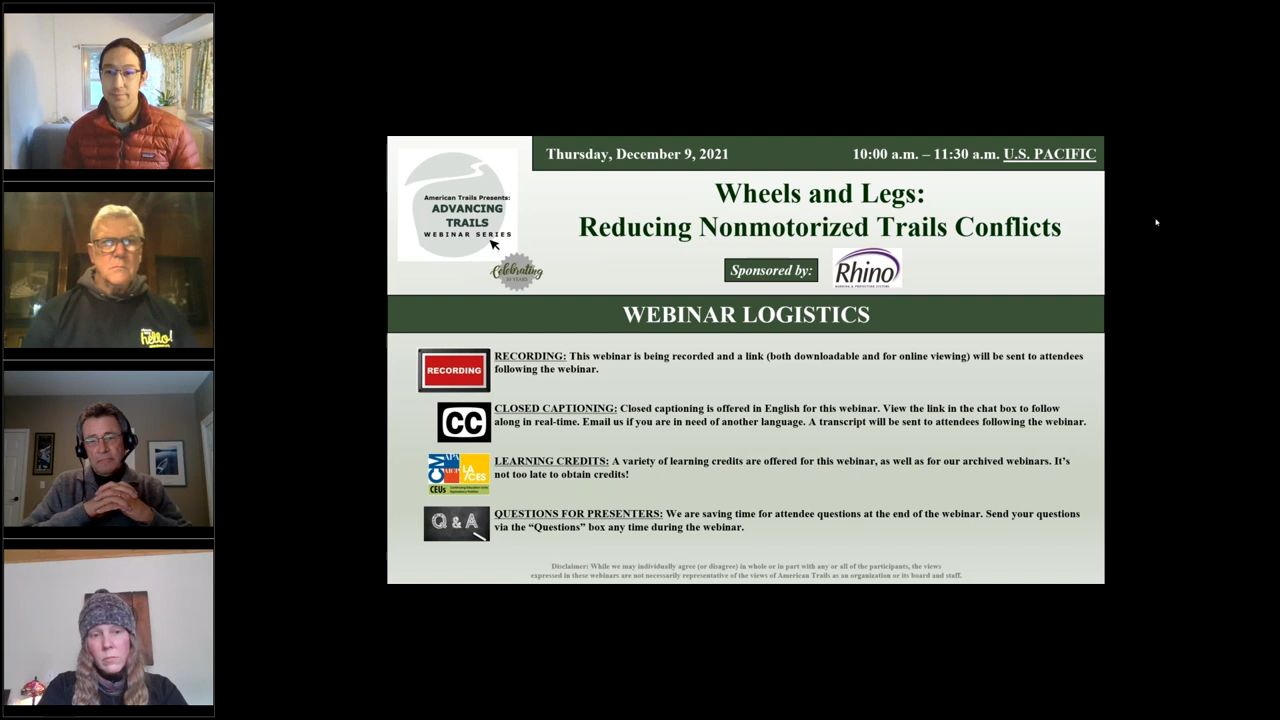 hello!
Thursday, December 9, 2021
10:00 a.m. – 11:30 a.m. U.S. PACIFIC
American Trails Presents:
ADVANCING
TRAILS
WEBINAR SERIES
Celebrating
Wheels and Legs:
Reducing Nonmotorized Trails Conflicts
Sponsored by:
Rhino
WEBINAR LOGISTICS
RECORDING
RECORDING: This webinar is being recorded and a link (both downloadable and for online viewing) will be sent to attendees
following the webinar.
CC
CLOSED CAPTIONING: Closed captioning is offered in English for this webinar. View the link in the chat box to follow
along in real-time. Email us if you are in need of another language. A transcript will be sent to attendees following the webinar.
CM
LA
CES
CEUs
LEARNING CREDITS: A variety of learning credits are offered for this webinar, as well as for our archived webinars. It's
not too late to obtain credits!
Q & A
QUESTIONS FOR PRESENTERS: We are saving time for attendee questions at the end of the webinar. Send your questions
via the “Questions” box any time during the webinar.
Disclaimer: While we may individually agree (or disagree) in whole or in part with any or all of the participants, the views
expressed in these webinars are not necessarily representative of the views of American Trails as an organization or its board and staff.